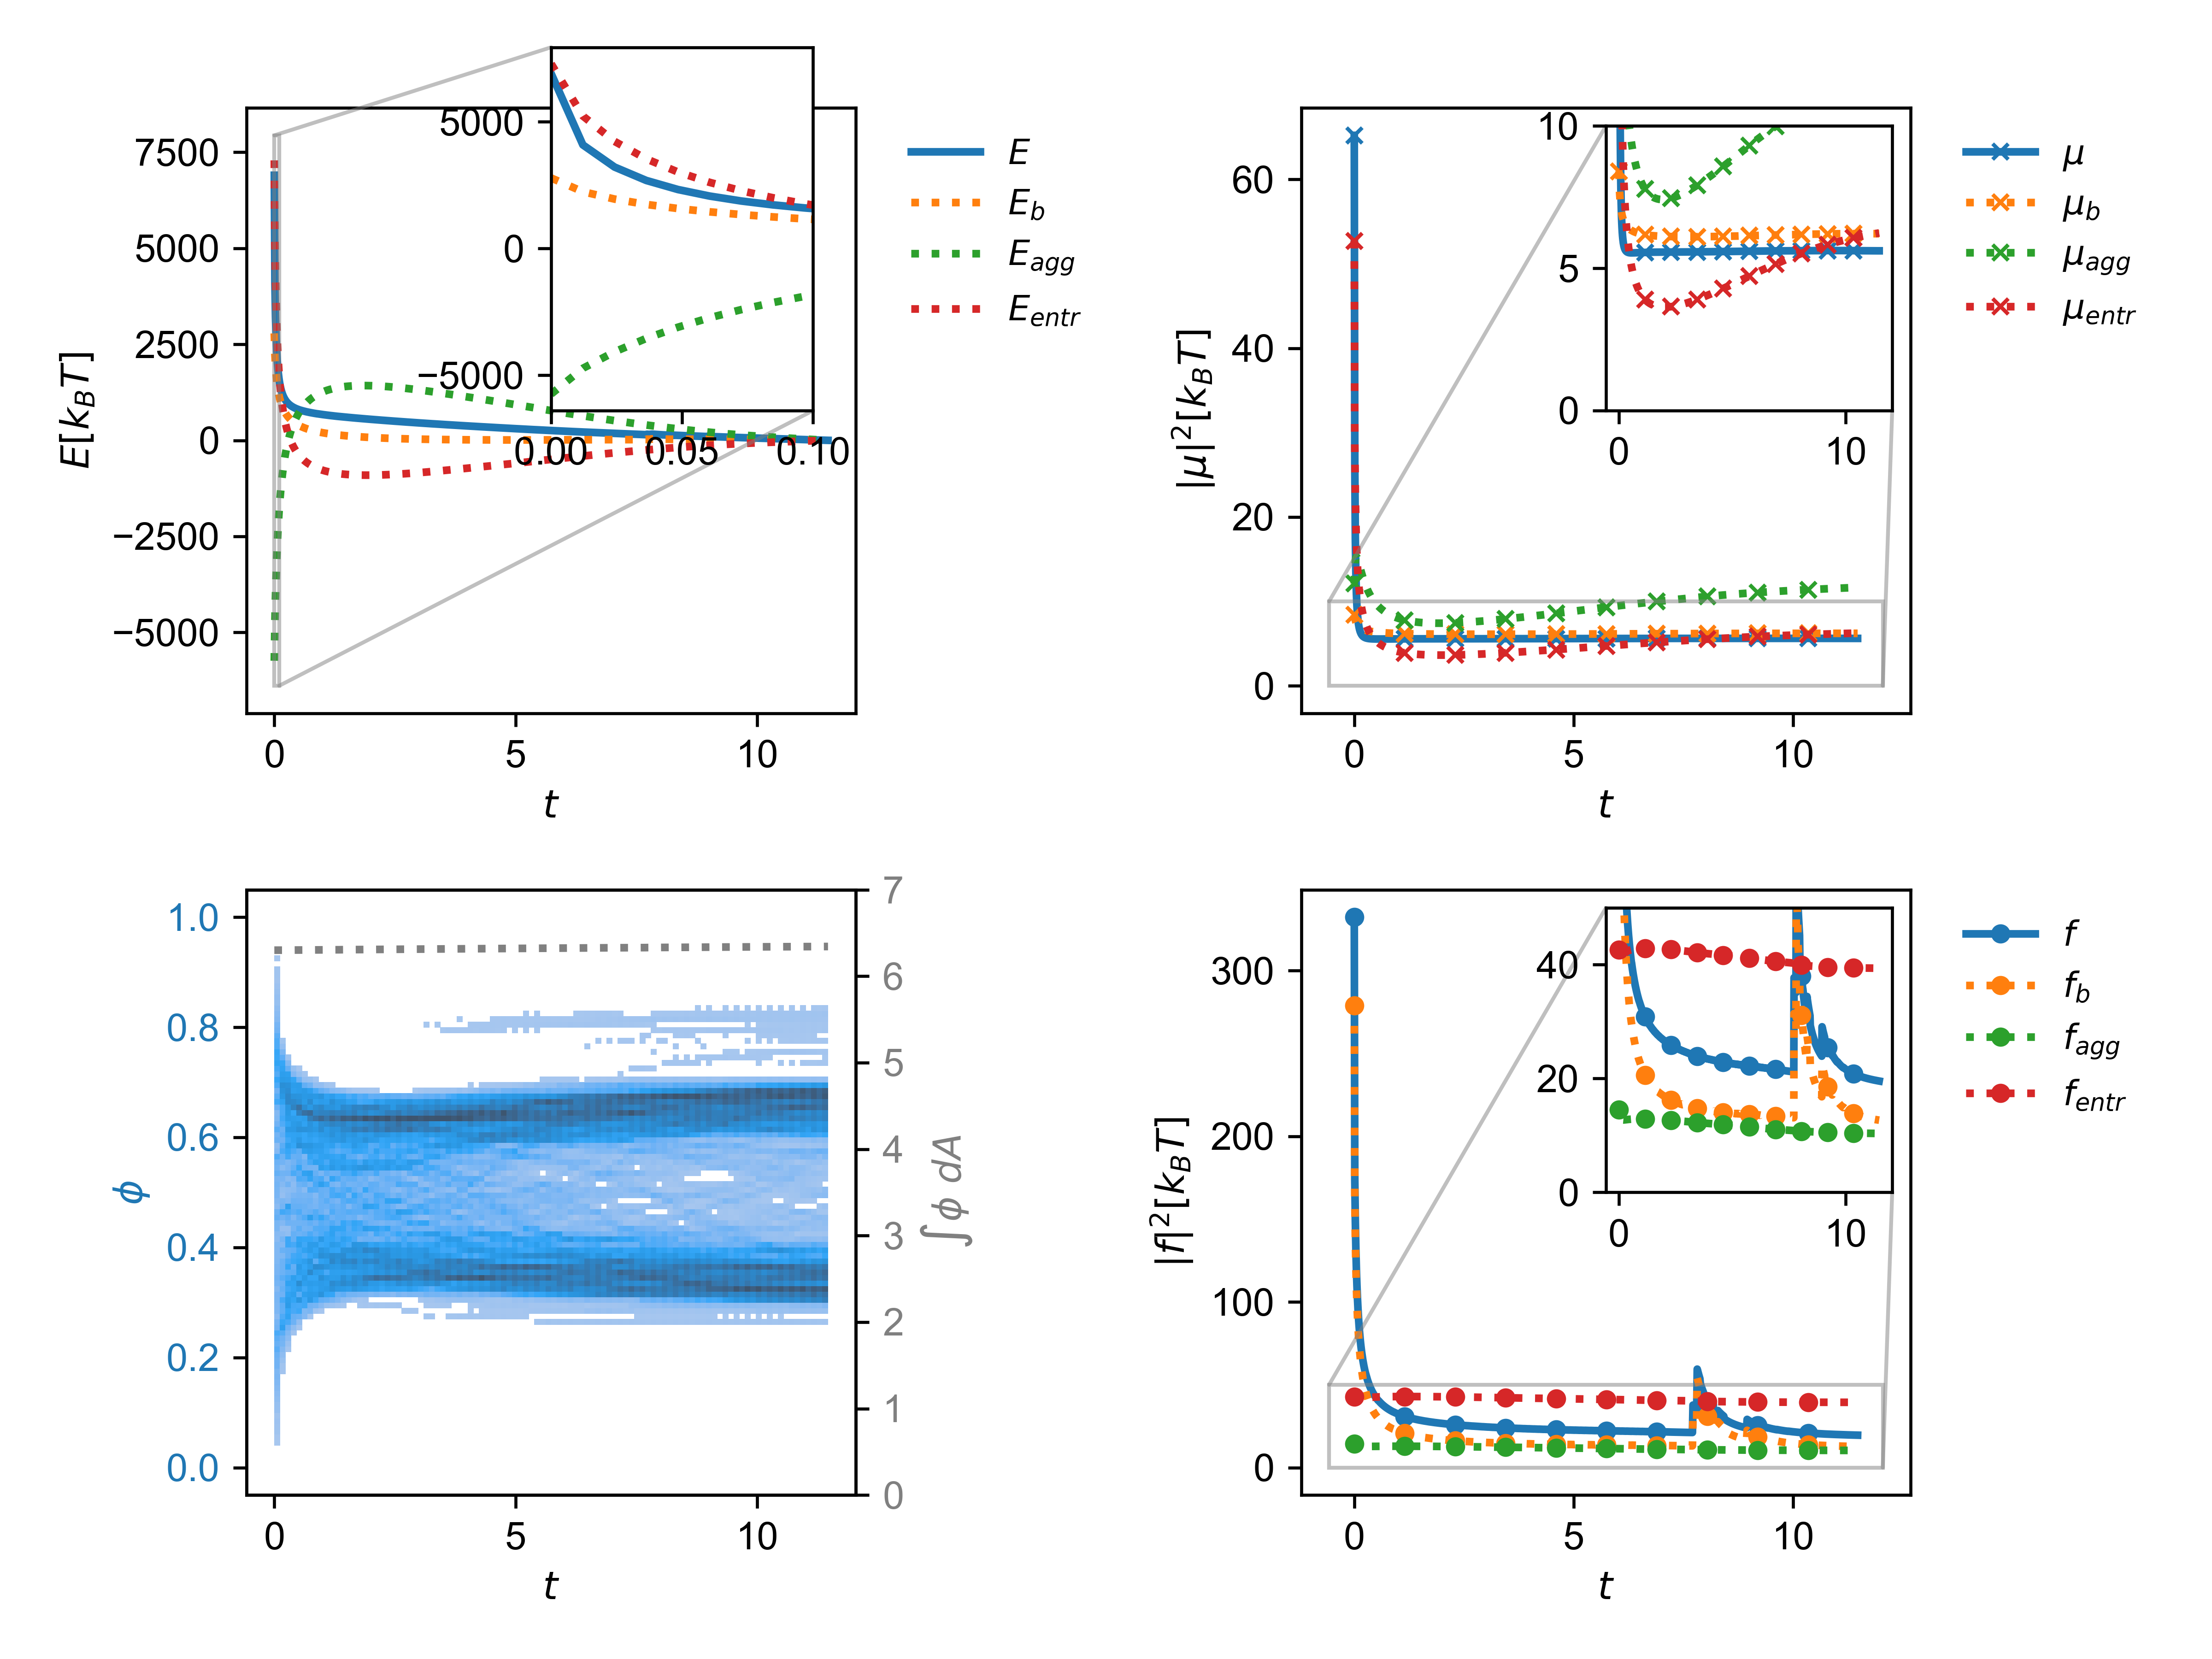 E[k_BT]
7500
5000
2500
0
−2500
−5000
0 5 10
t
5000
0
−5000
0.00 0.05 0.10
E
E_b
E_agg
E_entr
|μ|²[k_BT]
60
40
20
0
0 5 10
t
10
5
0
0 10
μ
μ_b
μ_agg
μ_entr
ϕ
1.0
0.8
0.6
0.4
0.2
0.0
0 5 10
t
7
6
5
4
3
2
1
0
∫ϕ dA
|f|²[k_BT]
300
200
100
0
0 5 10
t
40
20
0
0 10
f
f_b
f_agg
f_entr